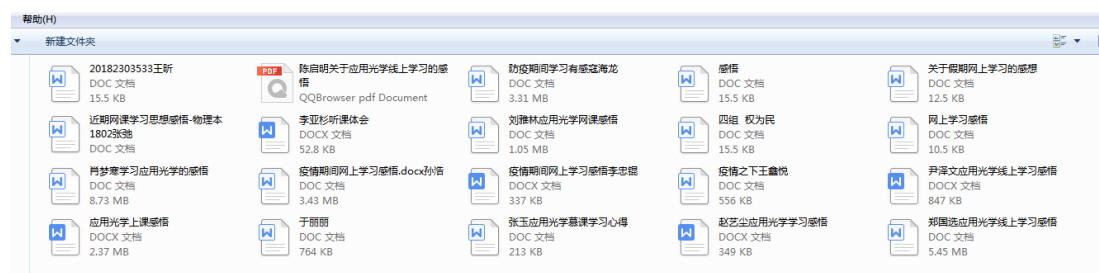 帮助(H)
新建文件夹
20182303533王昕
DOC 文档
15.5 KB
陈启明关于应用光学线上学习的感
悟
QQBrowser pdf Document
防疫期间学习有感寇海龙
DOC 文档
3.31 MB
感悟
DOC 文档
15.5 KB
关于假期网上学习的感想
DOC 文档
12.5 KB
近期网课学习思想感悟-物理本
1802张弛
DOC 文档
李亚杉听课体会
DOCX 文档
52.8 KB
刘雅林应用光学网课感悟
DOC 文档
1.05 MB
四组 权为民
DOC 文档
15.5 KB
网上学习感悟
DOC 文档
10.5 KB
肖梦骞学习应用光学的感悟
DOC 文档
8.73 MB
疫情期间网上学习感悟.docx孙浩
DOC 文档
3.43 MB
疫情期间网上学习感悟李忠锟
DOCX 文档
337 KB
疫情之下王鑫悦
DOC 文档
556 KB
尹泽文应用光学线上学习感悟
DOCX 文档
847 KB
应用光学上课感悟
DOCX 文档
2.37 MB
于丽丽
DOC 文档
764 KB
张玉应用光学慕课学习心得
DOC 文档
213 KB
赵艺尘应用光学学习感悟
DOCX 文档
349 KB
郑国选应用光学线上学习感悟
DOC 文档
5.45 MB